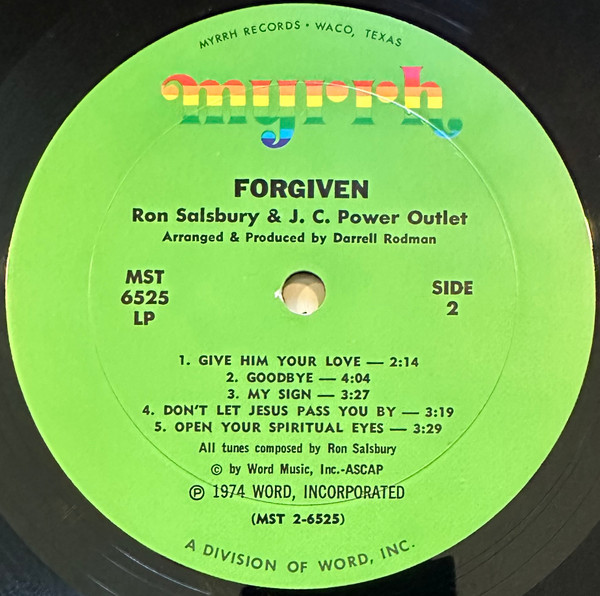 MYRRH RECORDS • WACO, TEXAS
myrrh
FORGIVEN
Ron Salsbury & J. C. Power Outlet
Arranged & Produced by Darrell Rodman
MST
6525
LP
SIDE
2
1. GIVE HIM YOUR LOVE — 2:14
2. GOODBYE — 4:04
3. MY SIGN — 3:27
4. DON'T LET JESUS PASS YOU BY — 3:19
5. OPEN YOUR SPIRITUAL EYES — 3:29
All tunes composed by Ron Salsbury
© by Word Music, Inc.-ASCAP
℗ 1974 WORD, INCORPORATED
(MST 2-6525)
A DIVISION OF WORD, INC.